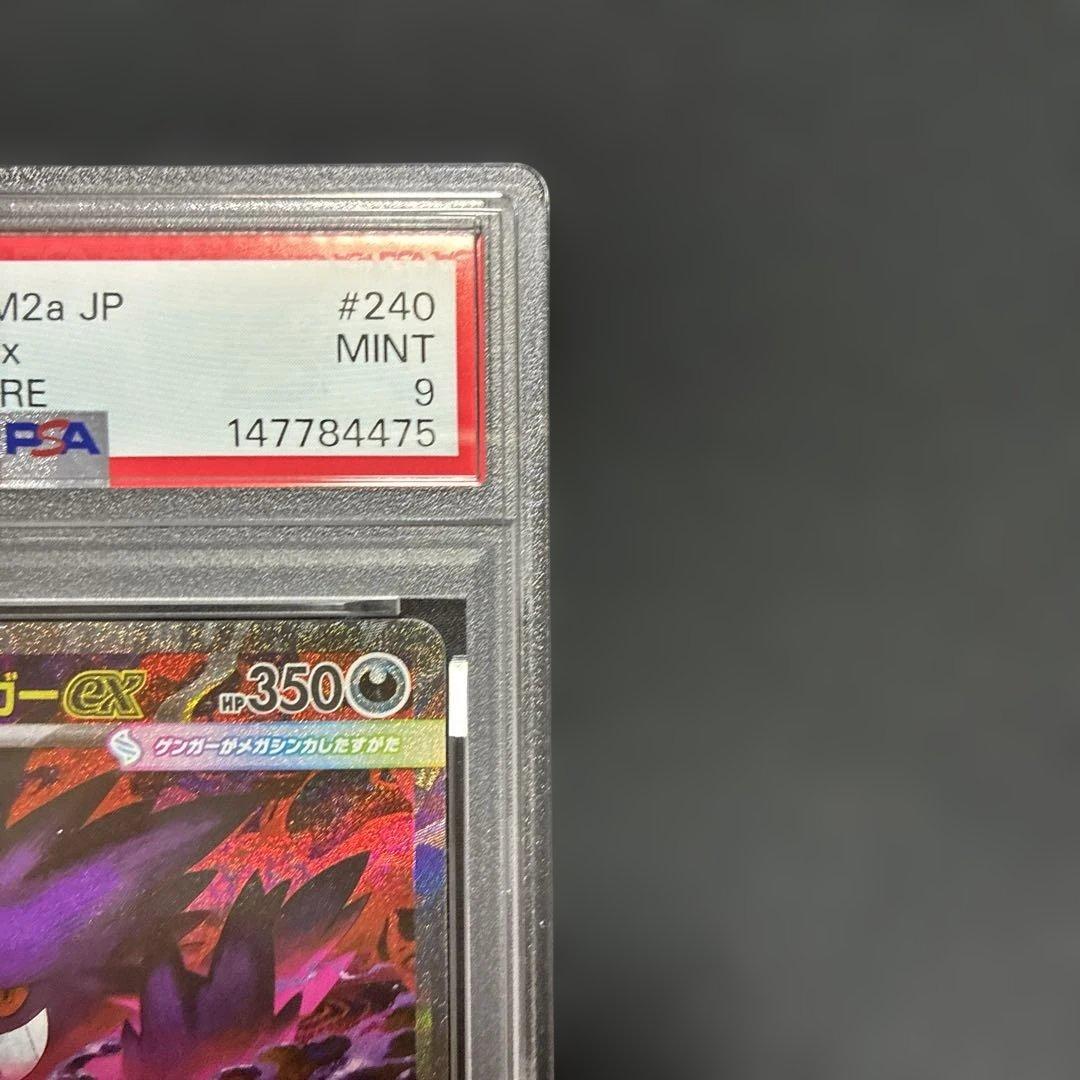 M2a JP #240
x MINT
RE 9
PSA 147784475
ガーex HP350
ゲンガーがメガシンカしたすがた